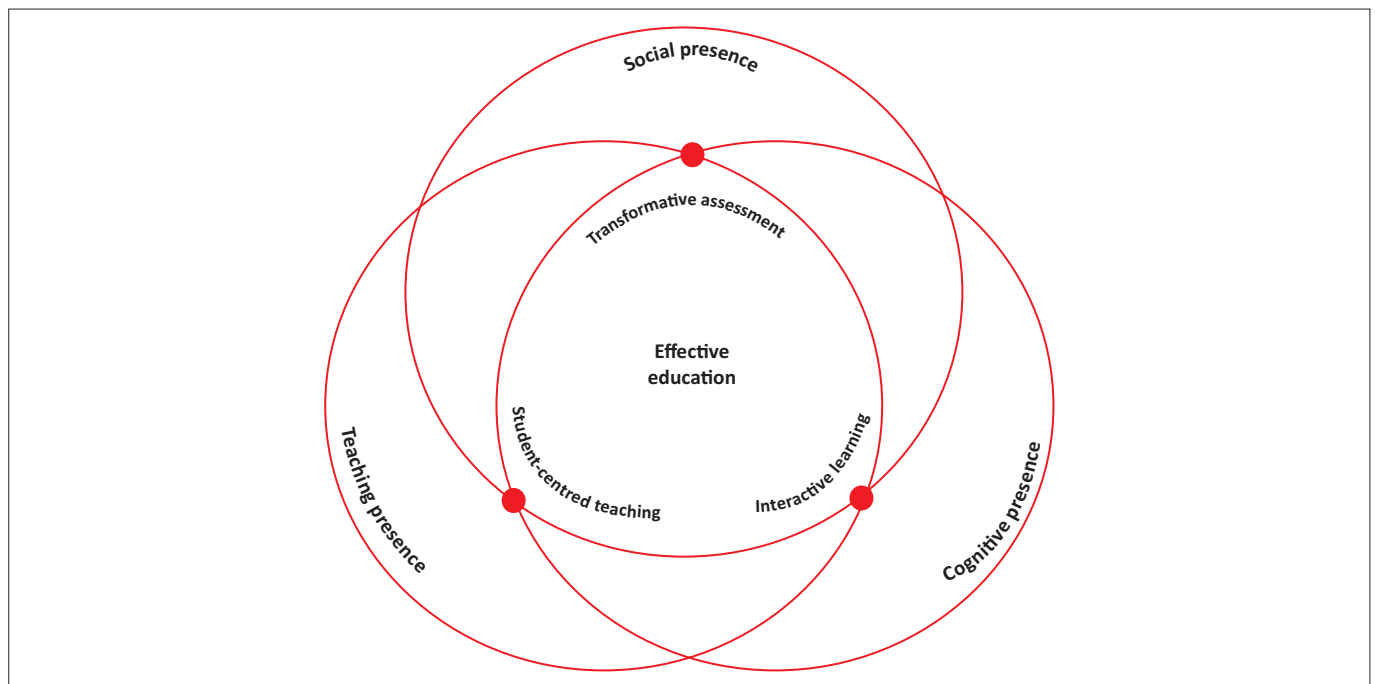 Social presence
Transformative assessment
Effective
education
Student-centred teaching
Interactive learning
Teaching presence
Cognitive presence